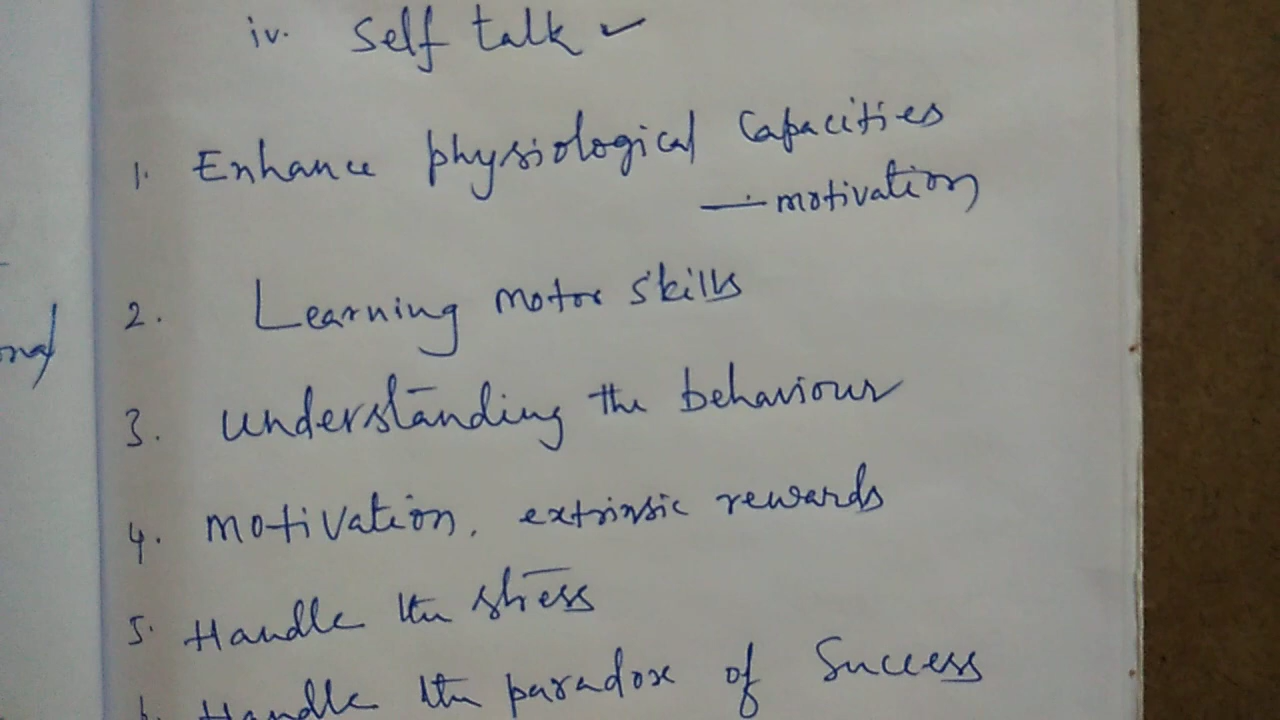 iv. Self talk ✓
1. Enhance physiological Capacities
— motivation
2. Learning motor skills
3. understanding the behaviour
4. motivation, extrinsic rewards
5. Handle the stress
6. Handle the paradox of Success